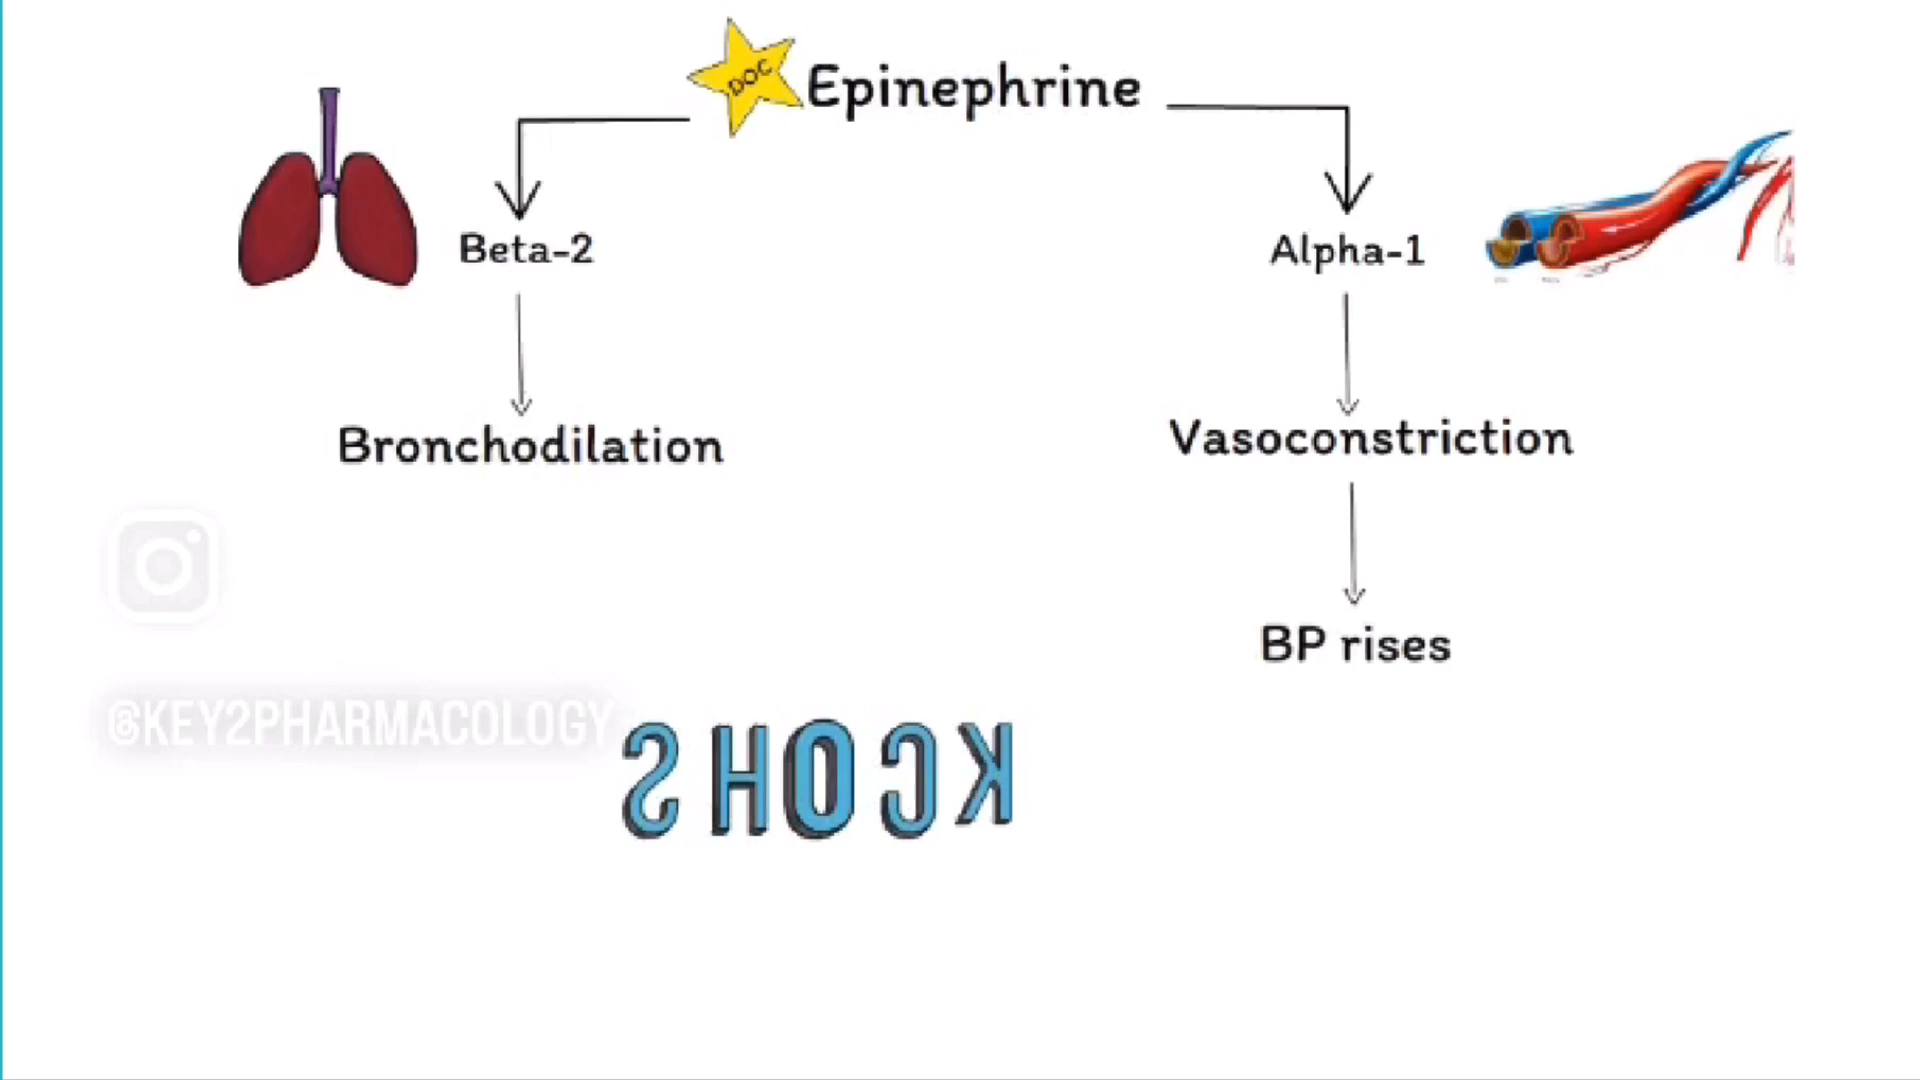 DOC
Epinephrine
Beta-2
Alpha-1
Bronchodilation
Vasoconstriction
BP rises
@KEY2PHARMACOLOGY
SHOCK